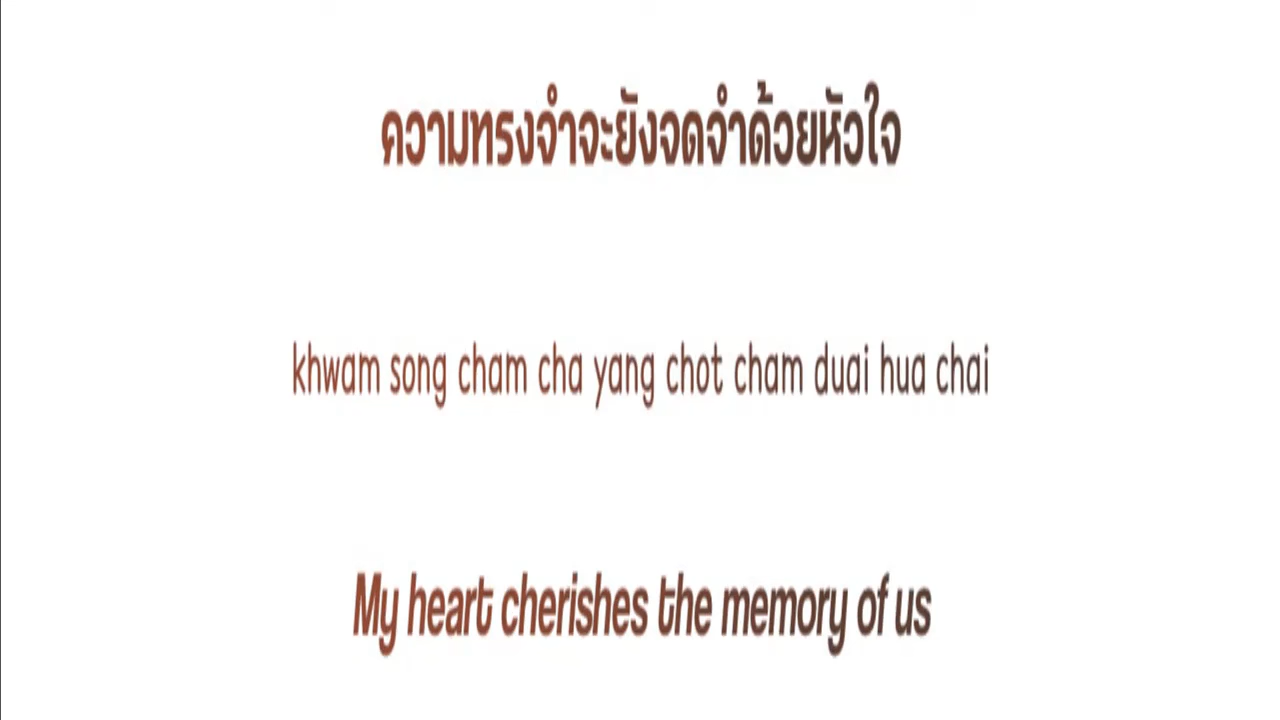 ความทรงจำจะยังจดจำด้วยหัวใจ
khwam song cham cha yang chot cham duai hua chai
My heart cherishes the memory of us